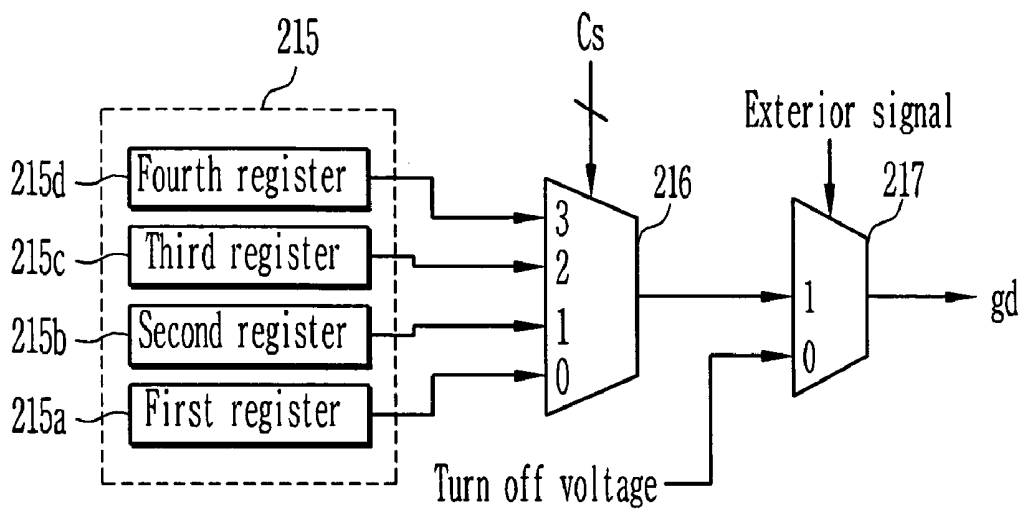 215
Cs
Exterior signal
215d
Fourth register
216
217
3
215c
Third register
2
1
gd
215b
Second register
1
0
0
215a
First register
Turn off voltage